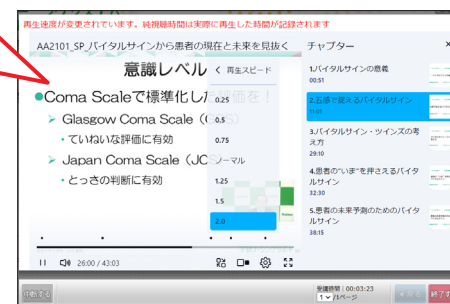 再生速度が変更されています。純視聴時間は実際に再生した時間が記録されます
AA2101_SP_バイタルサインから患者の現在と未来を見抜く
チャプター
×
意識レベル
Coma Scaleで標準化した評価を！
Glasgow Coma Scale (G
・ていねいな評価に有効
Japan Coma Scale (JC
・とっさの判断に有効
再生スピード
0.25
0.5
0.75
ノーマル
1.25
1.5
2.0
1.バイタルサインの意義
00:51
2.五感で捉えるバイタルサイン
11:01
3.バイタルサイン・ツインズの考え方
29:10
4.患者の"いま"を押さえるバイタルサイン
32:30
5.患者の未来予測のためのバイタルサイン
38:15
26:00 / 43:03
中断する
受講時間 00:03:23
1 /1ページ
終了す